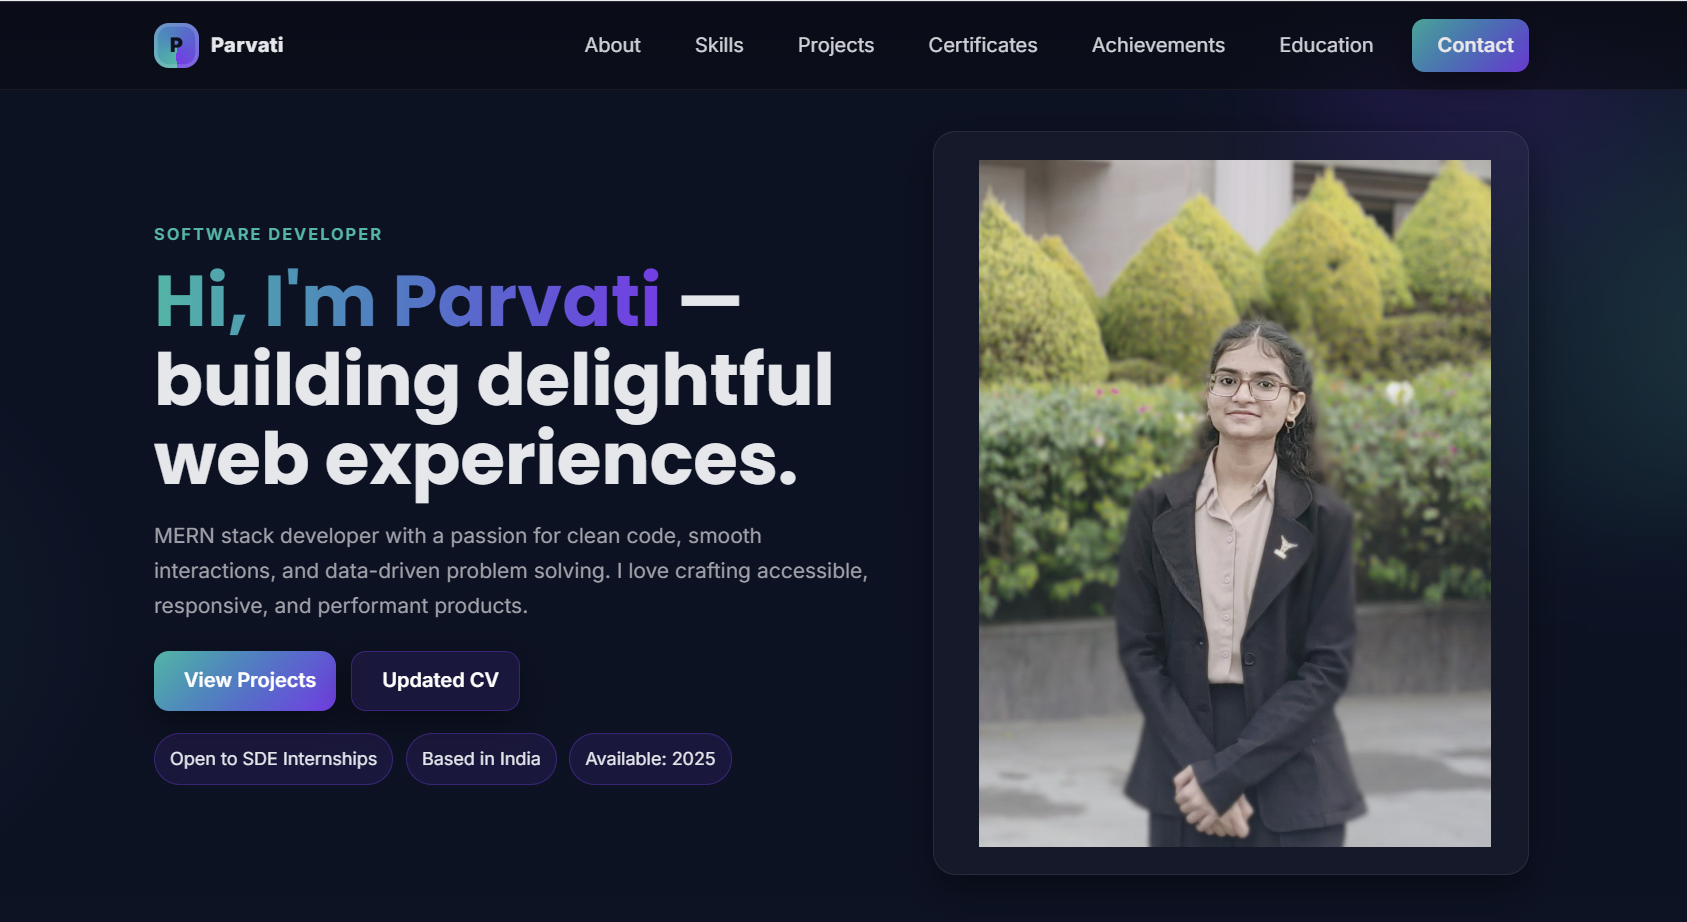 P Parvati About Skills Projects Certificates Achievements Education Contact
SOFTWARE DEVELOPER
Hi, I'm Parvati —
building delightful
web experiences.
MERN stack developer with a passion for clean code, smooth
interactions, and data-driven problem solving. I love crafting accessible,
responsive, and performant products.
View Projects Updated CV
Open to SDE Internships Based in India Available: 2025